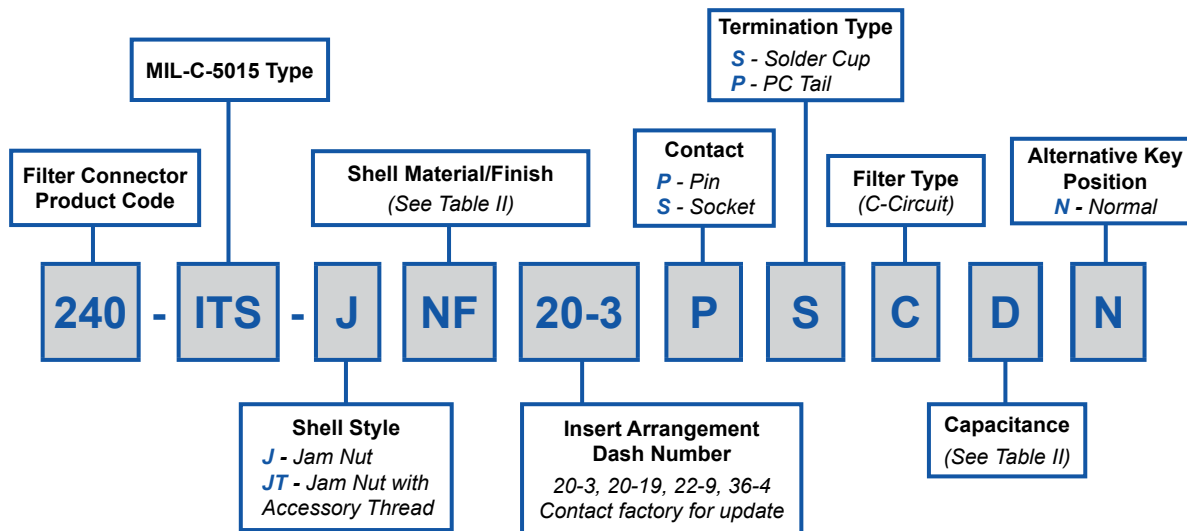 Termination Type
S - Solder Cup
P - PC Tail
MIL-C-5015 Type
Filter Connector
Product Code
Shell Material/Finish
(See Table II)
Contact
P - Pin
S - Socket
Filter Type
(C-Circuit)
Alternative Key
Position
N - Normal
240 - ITS - J NF 20-3 P S C D N
Shell Style
J - Jam Nut
JT - Jam Nut with
Accessory Thread
Insert Arrangement
Dash Number
20-3, 20-19, 22-9, 36-4
Contact factory for update
Capacitance
(See Table II)